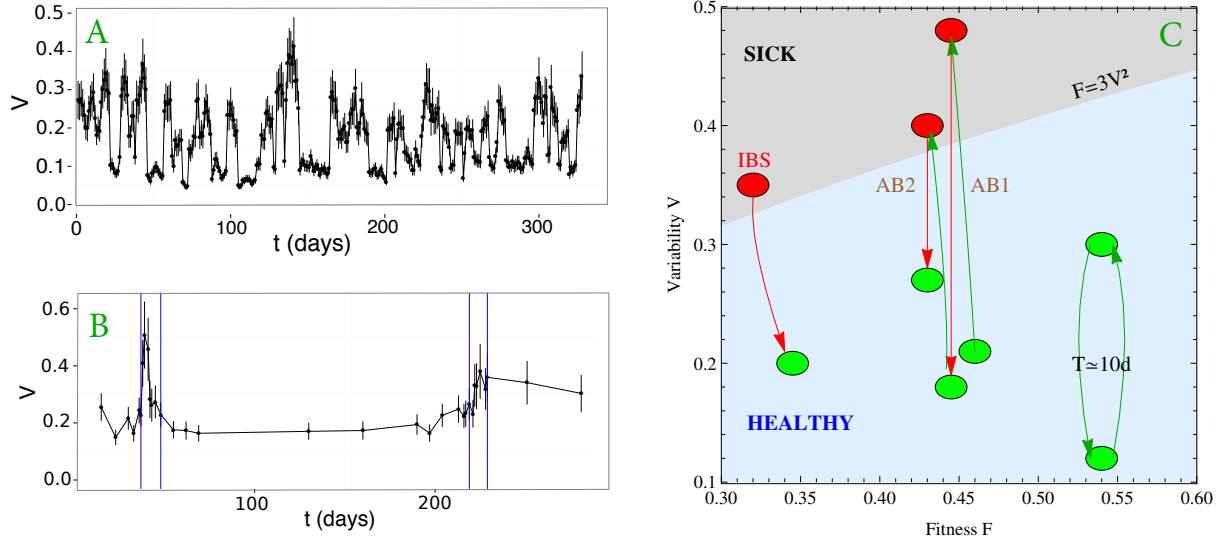 A
V
0.5
0.4
0.3
0.2
0.1
0.0
0
100
200
300
t (days)
B
V
0.6
0.4
0.2
0.0
100
200
t (days)
C
SICK
F=3V²
IBS
AB2
AB1
T≃10d
HEALTHY
Variability V
0.5
0.4
0.3
0.2
0.1
0.30
0.35
0.40
0.45
0.50
0.55
0.60
Fitness F